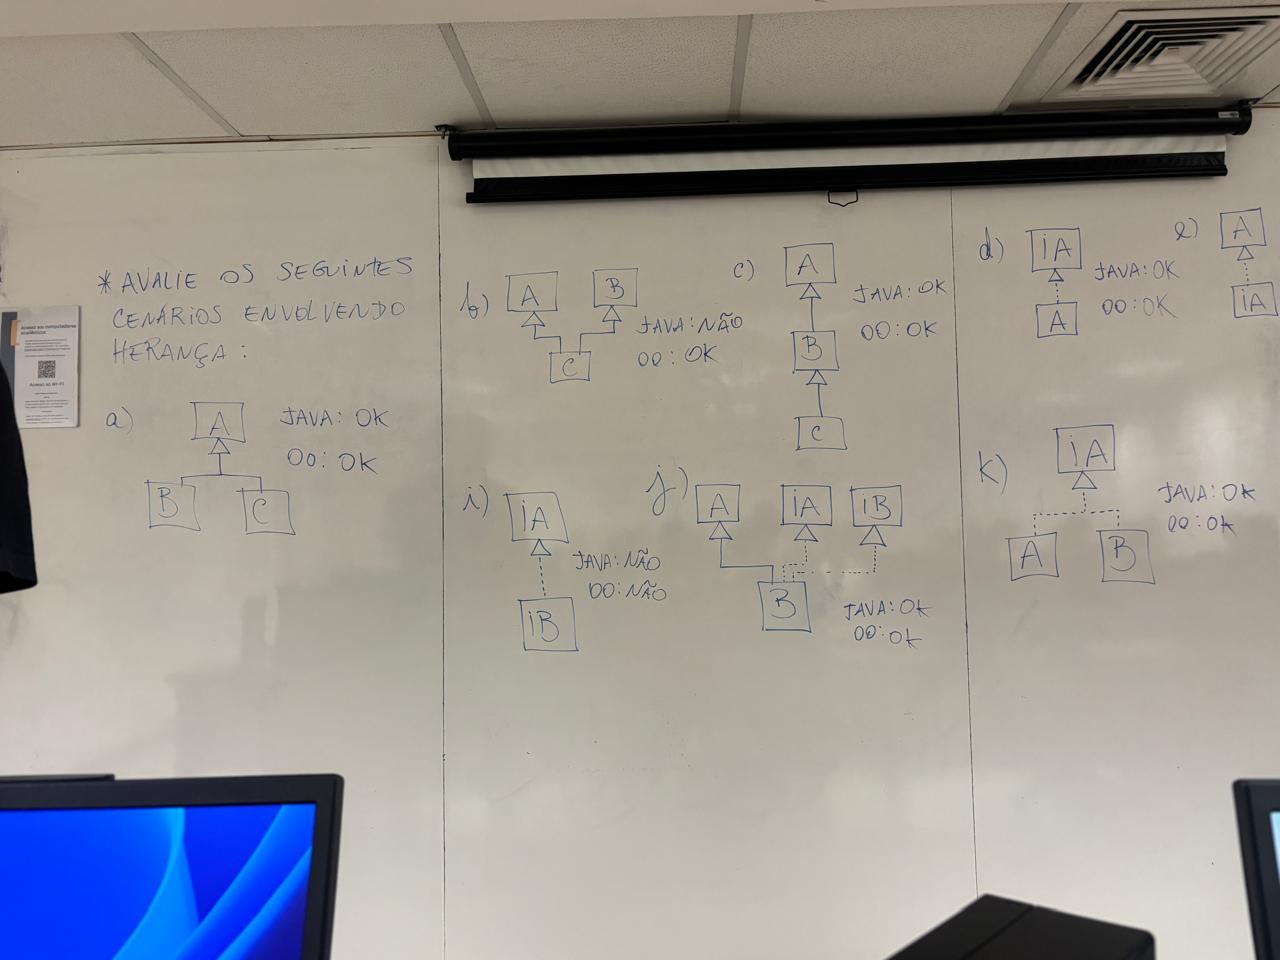 * AVALIE OS SEGUINTES
CENÁRIOS ENVOLVENDO
HERANÇA:
a)
A
B C
JAVA: OK
OO: OK
b)
A B
C
JAVA: NÃO
OO: OK
c)
A
B
C
JAVA: OK
OO: OK
d)
iA
A
JAVA: OK
OO: OK
e)
A
iA
i)
iA
iB
JAVA: NÃO
OO: NÃO
j)
A iA iB
B
JAVA: OK
OO: OK
k)
iA
A B
JAVA: OK
OO: OK
Acesso aos computadores
acadêmicos
Acesso ao Wi-Fi